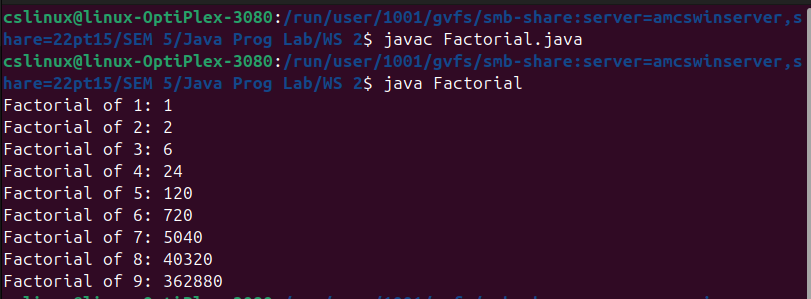 cslinux@linux-OptiPlex-3080:/run/user/1001/gvfs/smb-share:server=amcswinserver,s
hare=22pt15/SEM 5/Java Prog Lab/WS 2$ javac Factorial.java
cslinux@linux-OptiPlex-3080:/run/user/1001/gvfs/smb-share:server=amcswinserver,s
hare=22pt15/SEM 5/Java Prog Lab/WS 2$ java Factorial
Factorial of 1: 1
Factorial of 2: 2
Factorial of 3: 6
Factorial of 4: 24
Factorial of 5: 120
Factorial of 6: 720
Factorial of 7: 5040
Factorial of 8: 40320
Factorial of 9: 362880